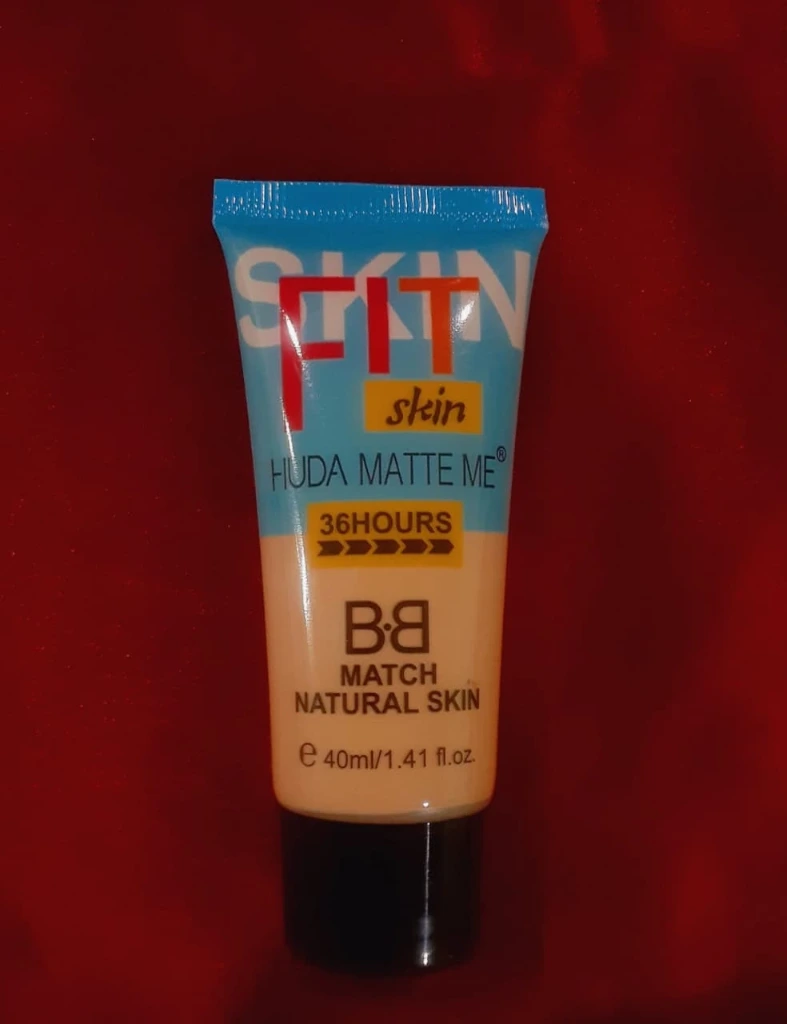 SKIN
FIT
skin
HUDA MATTE ME®
36HOURS
B·B
MATCH
NATURAL SKIN
℮ 40ml/1.41 fl.oz.